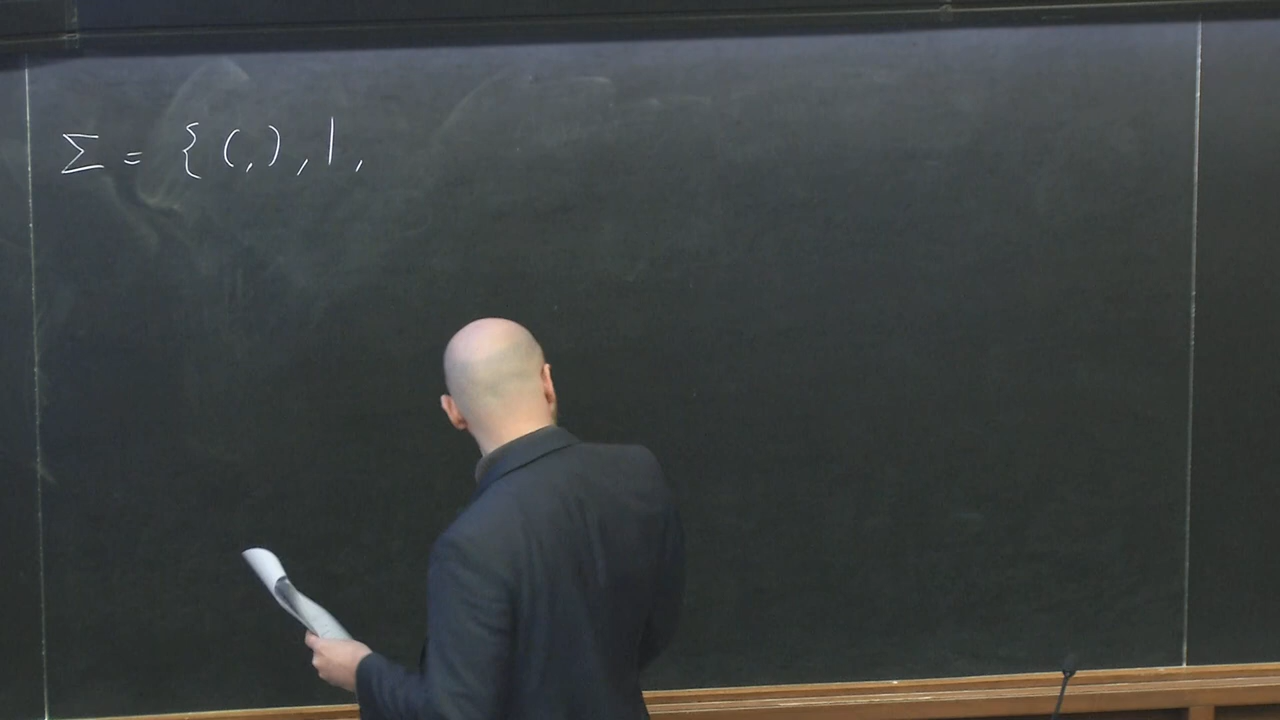 Σ = { (, ) , | ,